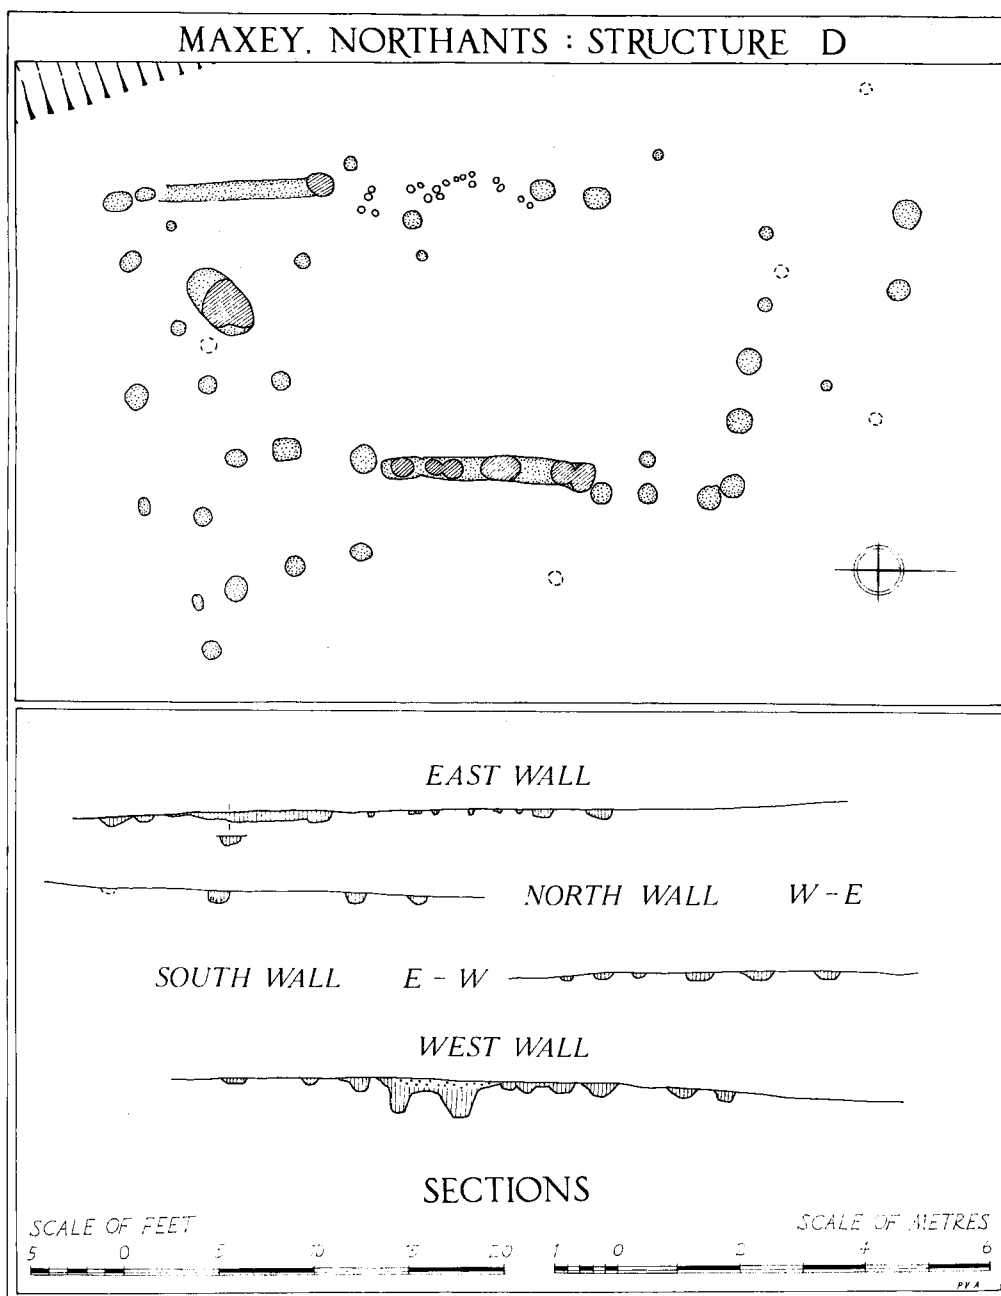 MAXEY, NORTHANTS : STRUCTURE D
EAST WALL
NORTH WALL W-E
SOUTH WALL E-W
WEST WALL
SECTIONS
SCALE OF FEET
5 0 5 10 15 20
SCALE OF METRES
1 0 2 4 6